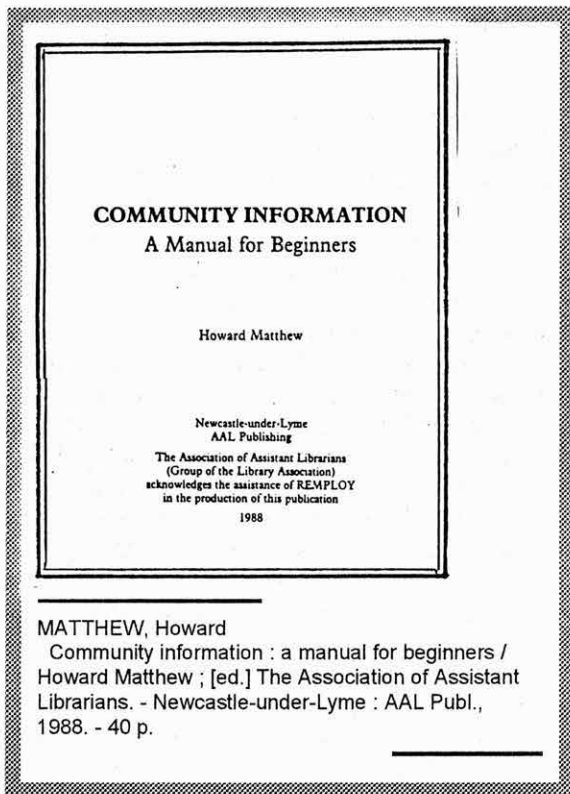 COMMUNITY INFORMATION
A Manual for Beginners
Howard Matthew
Newcastle-under-Lyme
AAL Publishing
The Association of Assistant Librarians
(Group of the Library Association)
acknowledges the assistance of REMPLOY
in the production of this publication
1988
MATTHEW, Howard
Community information : a manual for beginners /
Howard Matthew ; [ed.] The Association of Assistant
Librarians. - Newcastle-under-Lyme : AAL Publ.,
1988. - 40 p.